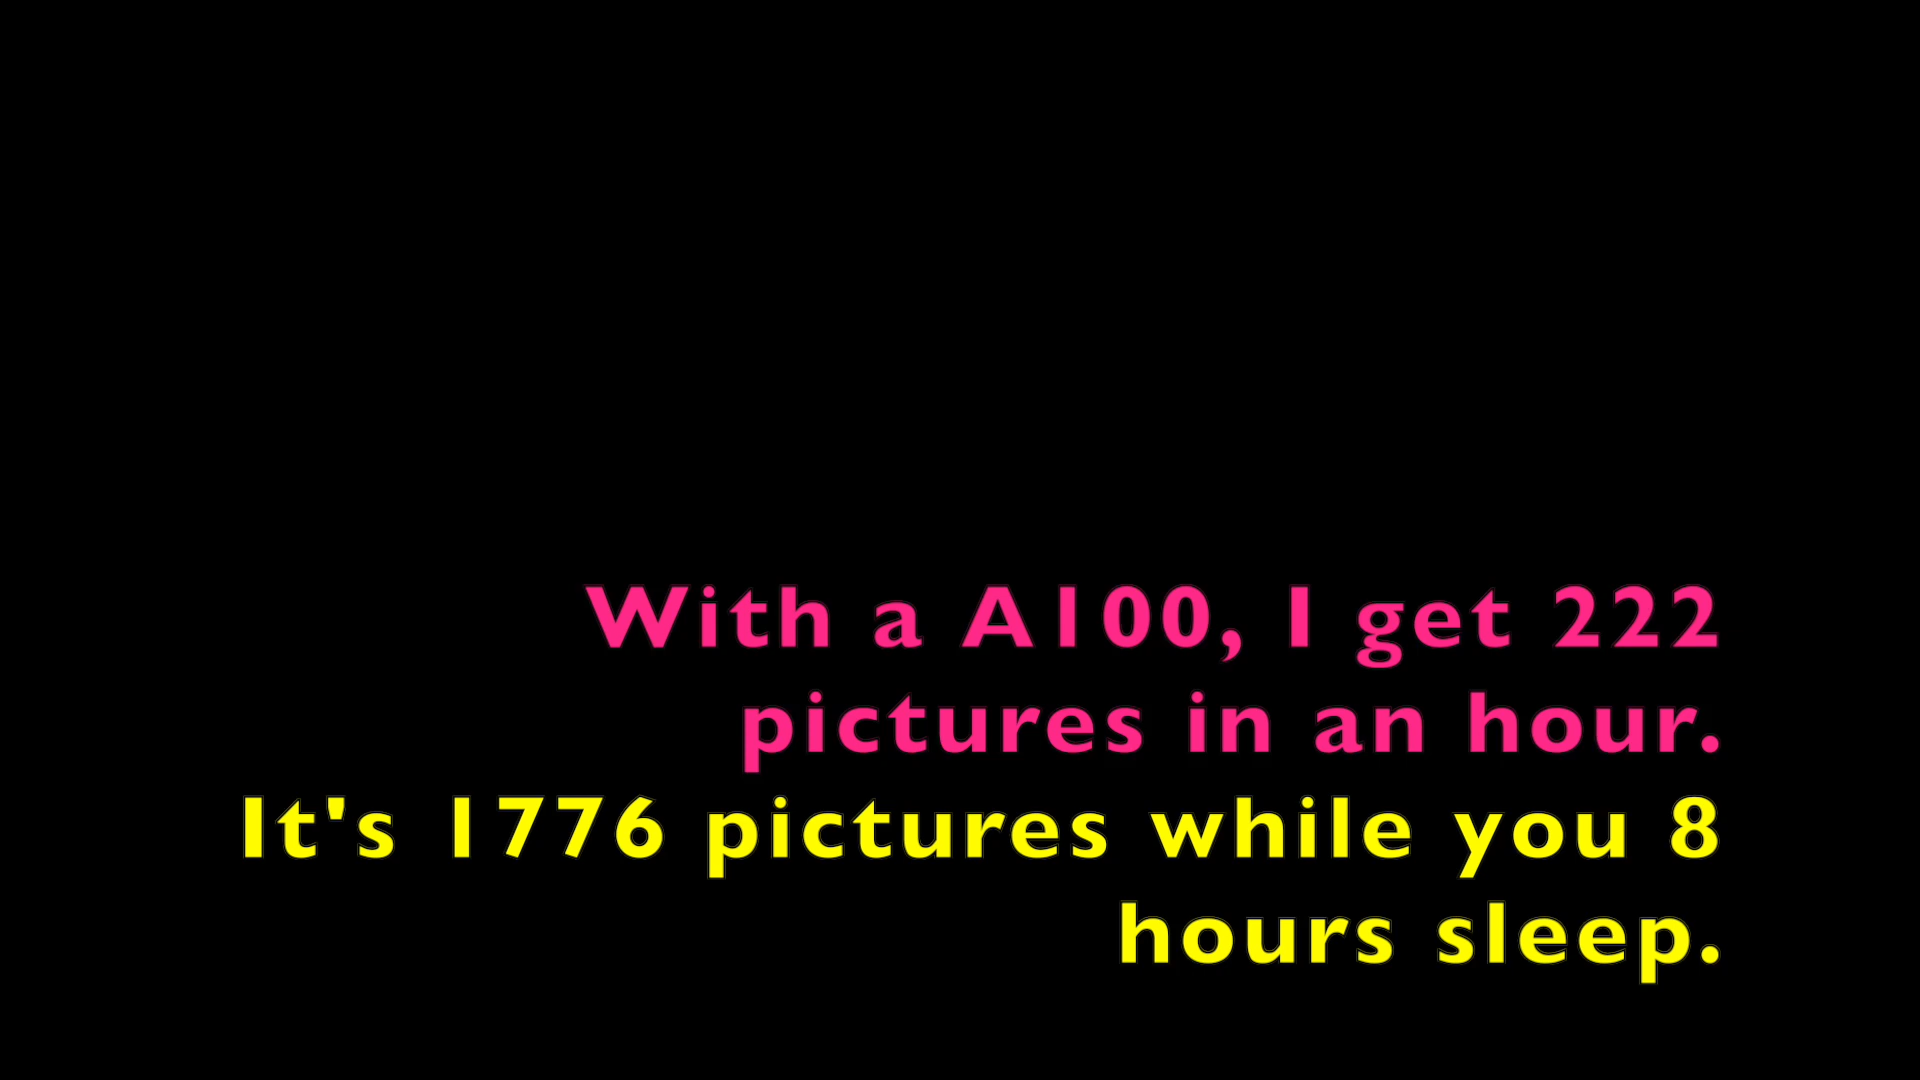 With a A100, I get 222
pictures in an hour.
It's 1776 pictures while you 8
hours sleep.